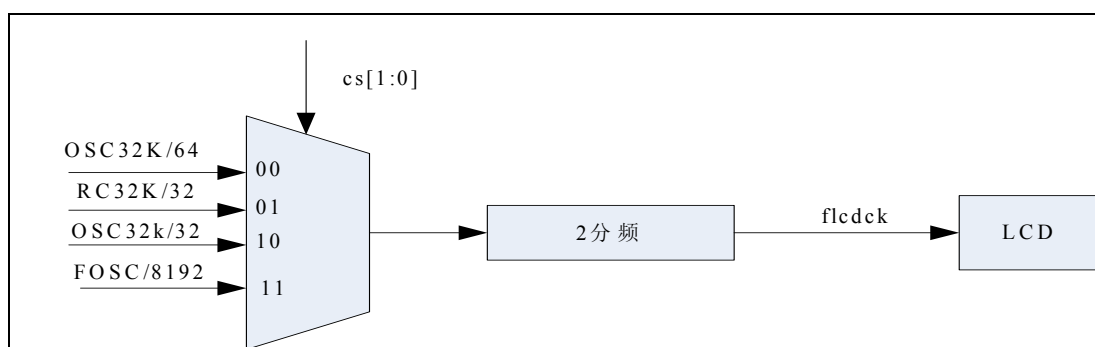 cs[1:0]
OSC32K/64
00
RC32K/32
01
OSC32k/32
10
FOSC/8192
11
2分频
flcdck
LCD